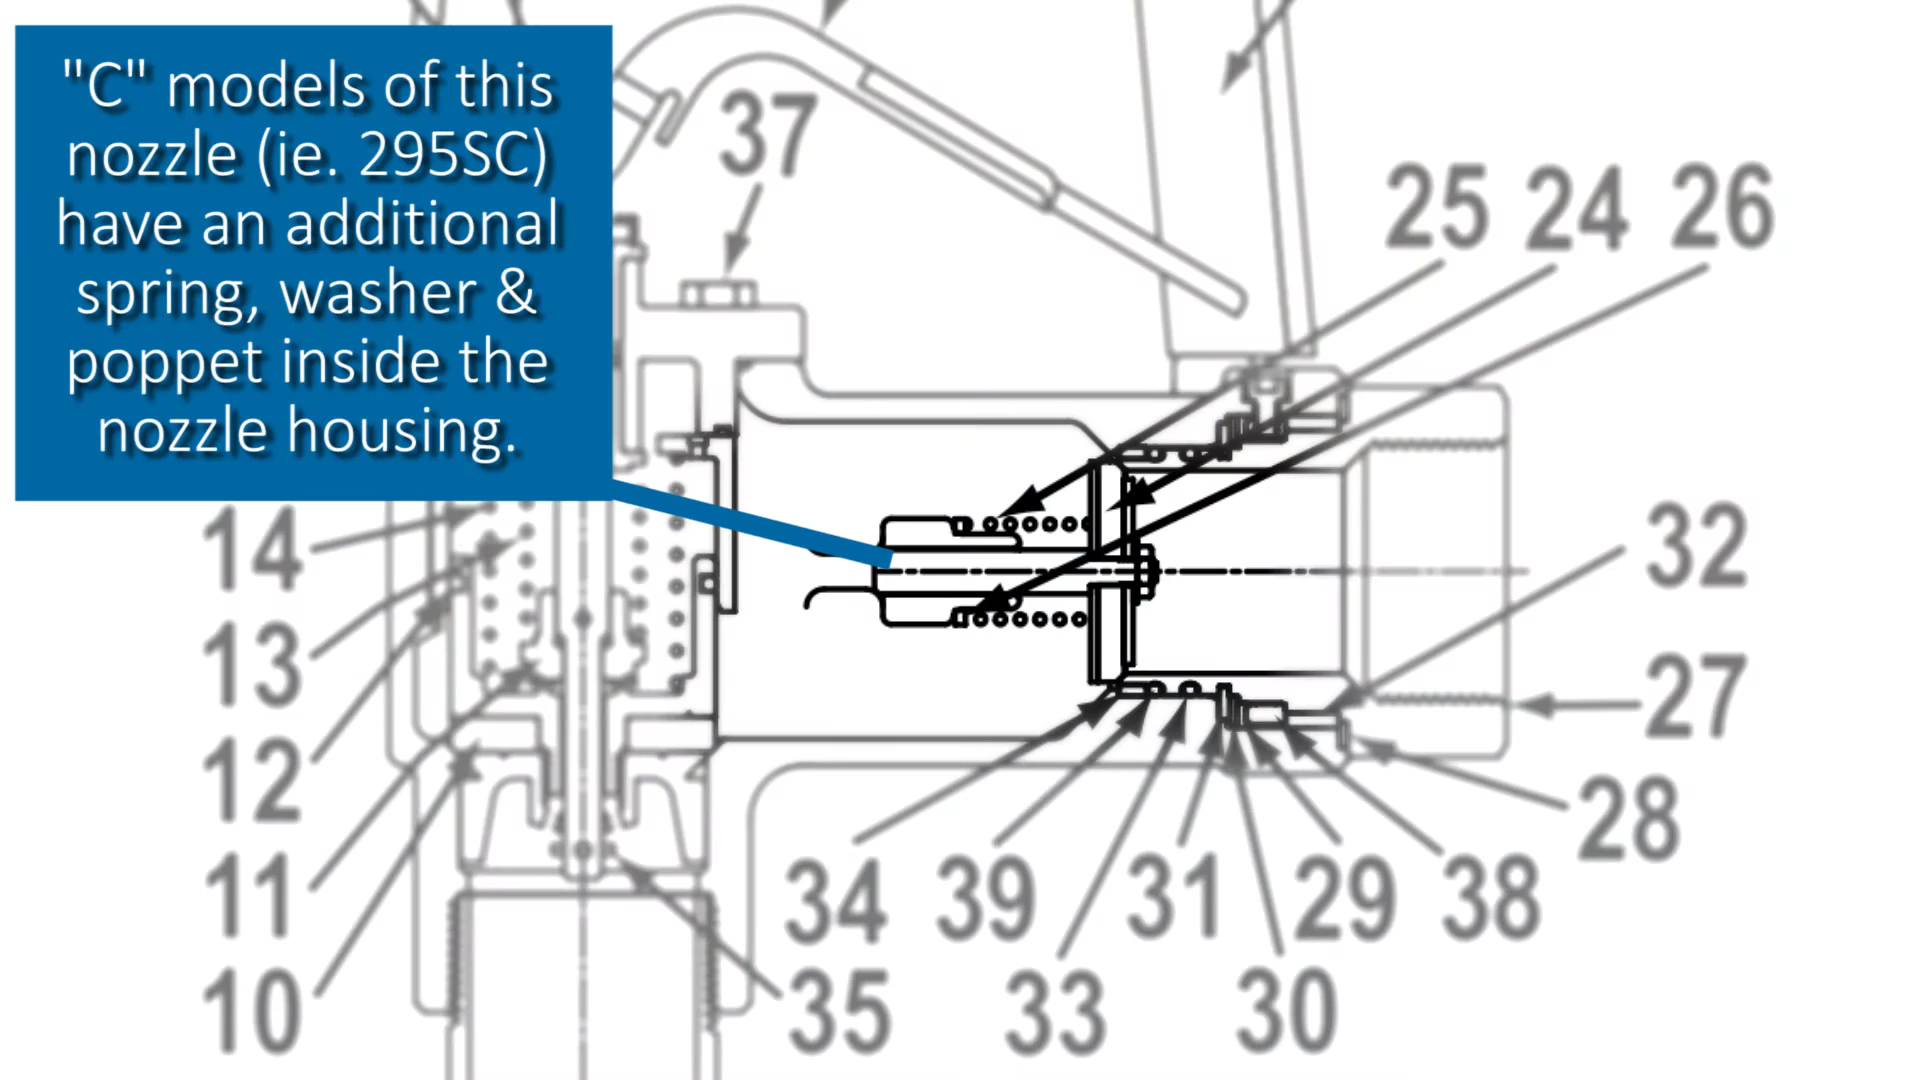 "C" models of this
nozzle (ie. 295SC)
have an additional
spring, washer &
poppet inside the
nozzle housing.
37
25 24 26
14
13
12
11
10
32
27
28
34 39 31 29 38
35 33 30